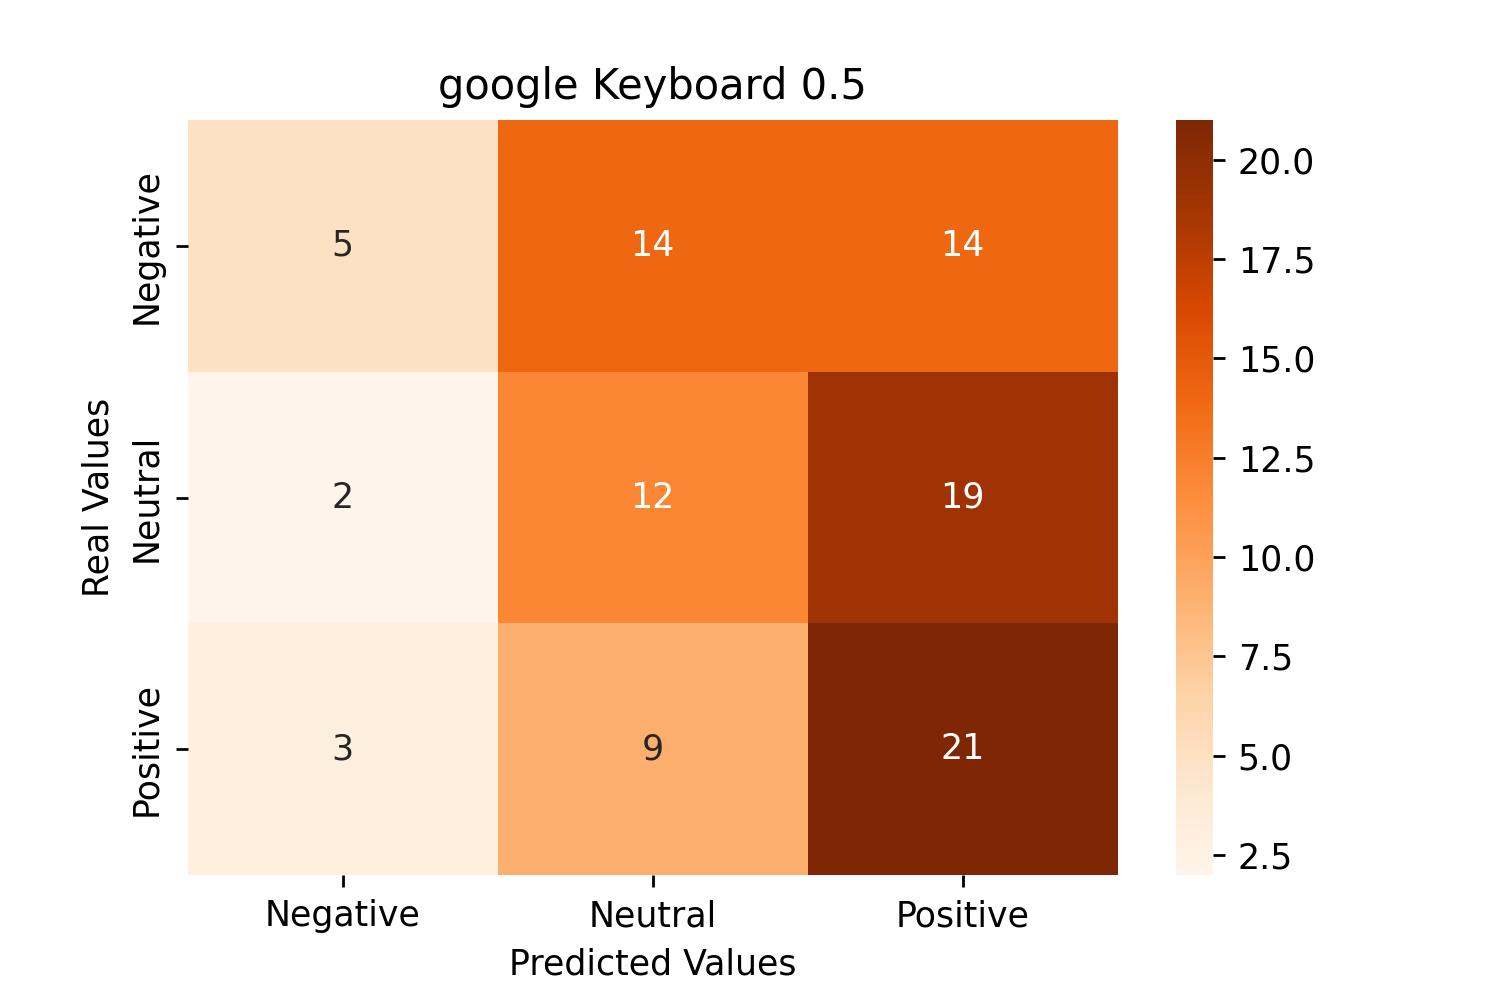 google Keyboard 0.5
Real Values
Negative
5
14
14
Neutral
2
12
19
Positive
3
9
21
Negative
Neutral
Positive
Predicted Values
20.0
17.5
15.0
12.5
10.0
7.5
5.0
2.5